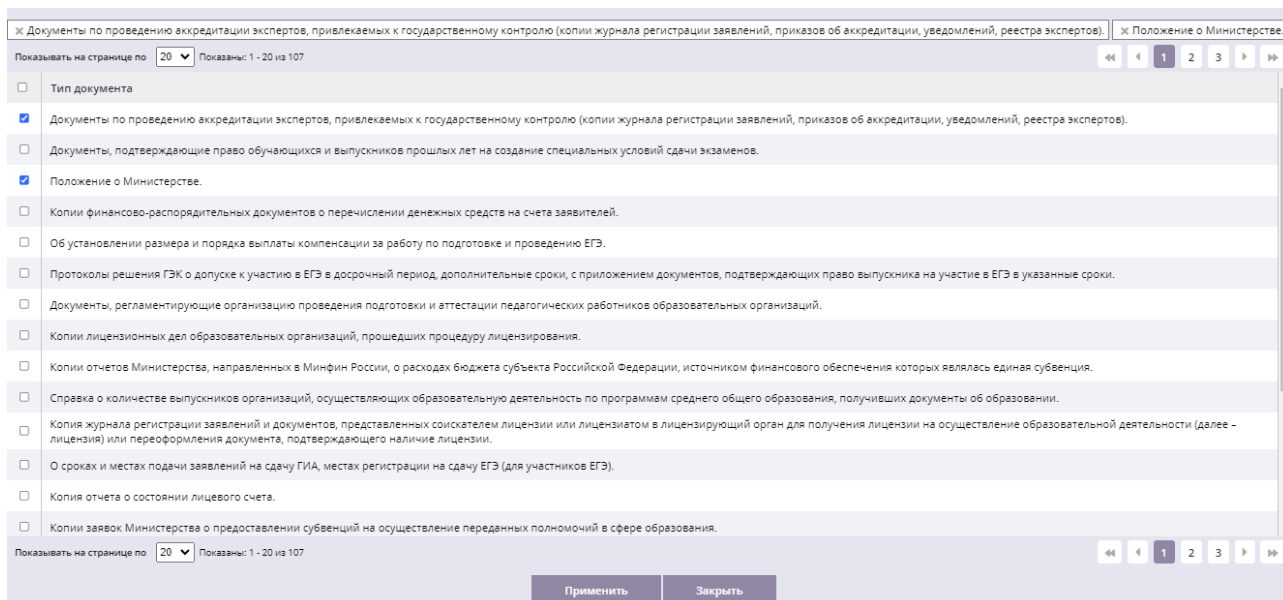 × Документы по проведению аккредитации экспертов, привлекаемых к государственному контролю (копии журнала регистрации заявлений, приказов об аккредитации, уведомлений, реестра экспертов). × Положение о Министерстве.
Показывать на странице по 20 Показаны: 1 - 20 из 107 1 2 3
Тип документа
Документы по проведению аккредитации экспертов, привлекаемых к государственному контролю (копии журнала регистрации заявлений, приказов об аккредитации, уведомлений, реестра экспертов).
Документы, подтверждающие право обучающихся и выпускников прошлых лет на создание специальных условий сдачи экзаменов.
Положение о Министерстве.
Копии финансово-распорядительных документов о перечислении денежных средств на счета заявителей.
Об установлении размера и порядка выплаты компенсации за работу по подготовке и проведению ЕГЭ.
Протоколы решения ГЭК о допуске к участию в ЕГЭ в досрочный период, дополнительные сроки, с приложением документов, подтверждающих право выпускника на участие в ЕГЭ в указанные сроки.
Документы, регламентирующие организацию проведения подготовки и аттестации педагогических работников образовательных организаций.
Копии лицензионных дел образовательных организаций, прошедших процедуру лицензирования.
Копии отчетов Министерства, направленных в Минфин России, о расходах бюджета субъекта Российской Федерации, источником финансового обеспечения которых являлась единая субвенция.
Справка о количестве выпускников организаций, осуществляющих образовательную деятельность по программам среднего общего образования, получивших документы об образовании.
Копия журнала регистрации заявлений и документов, представленных соискателем лицензии или лицензиатом в лицензирующий орган для получения лицензии на осуществление образовательной деятельности (далее –
лицензия) или переоформления документа, подтверждающего наличие лицензии.
О сроках и местах подачи заявлений на сдачу ГИА, местах регистрации на сдачу ЕГЭ (для участников ЕГЭ).
Копия отчета о состоянии лицевого счета.
Копии заявок Министерства о предоставлении субвенций на осуществление переданных полномочий в сфере образования.
Показывать на странице по 20 Показаны: 1 - 20 из 107 1 2 3
Применить Закрыть